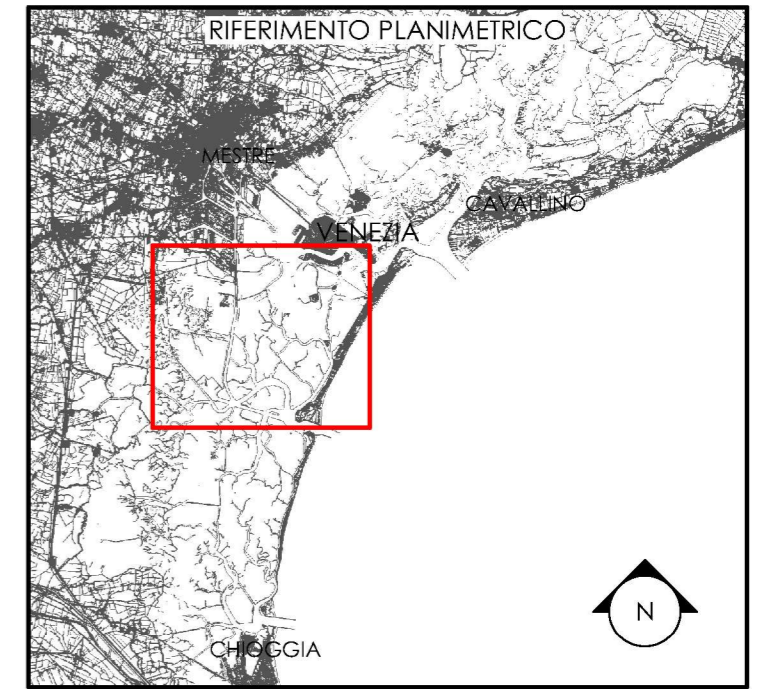 RIFERIMENTO PLANIMETRICO
MESTRE
CAVALLINO
VENEZIA
N
CHIOGGIA